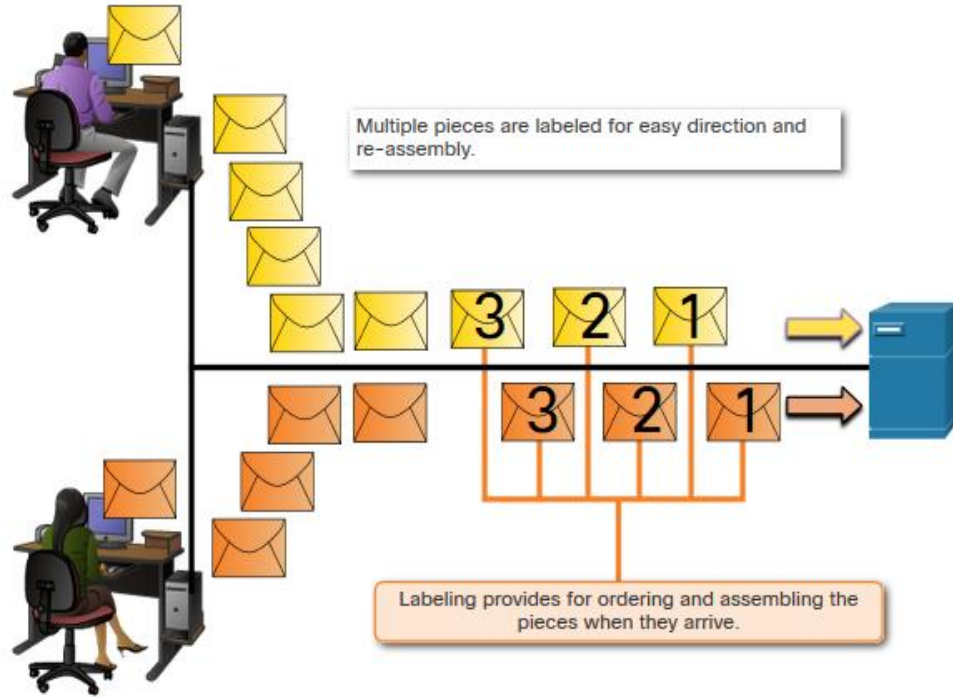 Multiple pieces are labeled for easy direction and
re-assembly.
3 2 1
3 2 1
Labeling provides for ordering and assembling the
pieces when they arrive.